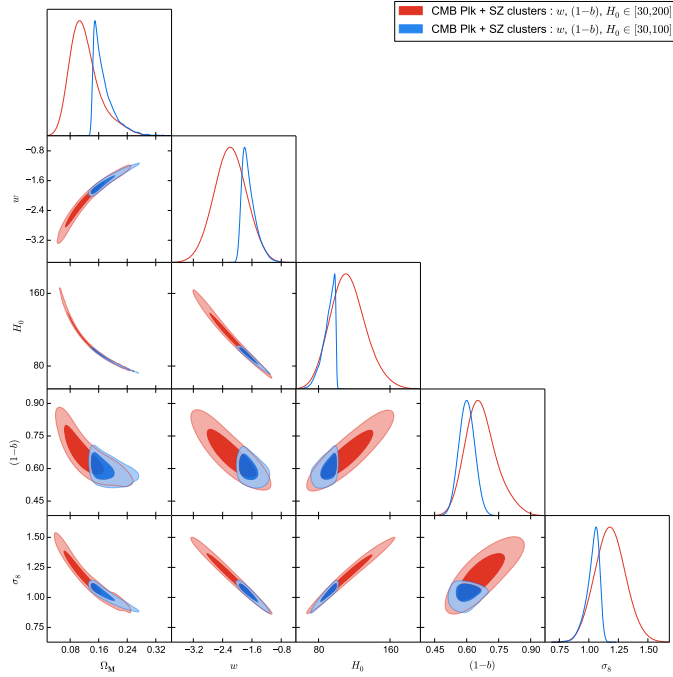 CMB Plk + SZ clusters : w, (1−b), H₀ ∈ [30,200]
CMB Plk + SZ clusters : w, (1−b), H₀ ∈ [30,100]
−0.8
−1.6
−2.4
−3.2
w
160
80
H₀
0.90
0.75
0.60
0.45
(1−b)
1.50
1.25
1.00
0.75
σ₈
0.08 0.16 0.24 0.32
−3.2 −2.4 −1.6 −0.8
80 160
0.45 0.60 0.75 0.90
0.75 1.00 1.25 1.50
Ω_M
w
H₀
(1−b)
σ₈